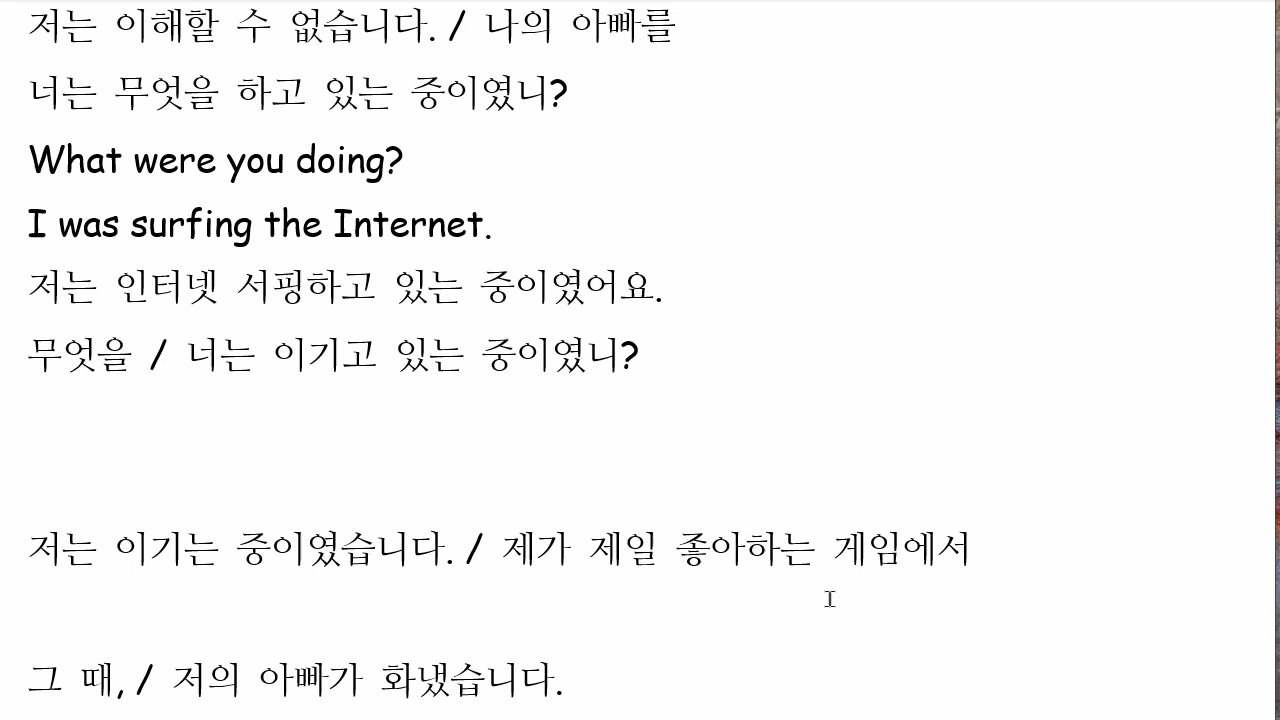 저는 이해할 수 없습니다. / 나의 아빠를
너는 무엇을 하고 있는 중이였니?
What were you doing?
I was surfing the Internet.
저는 인터넷 서핑하고 있는 중이였어요.
무엇을 / 너는 이기고 있는 중이였니?
저는 이기는 중이였습니다. / 제가 제일 좋아하는 게임에서
그 때, / 저의 아빠가 화냈습니다.